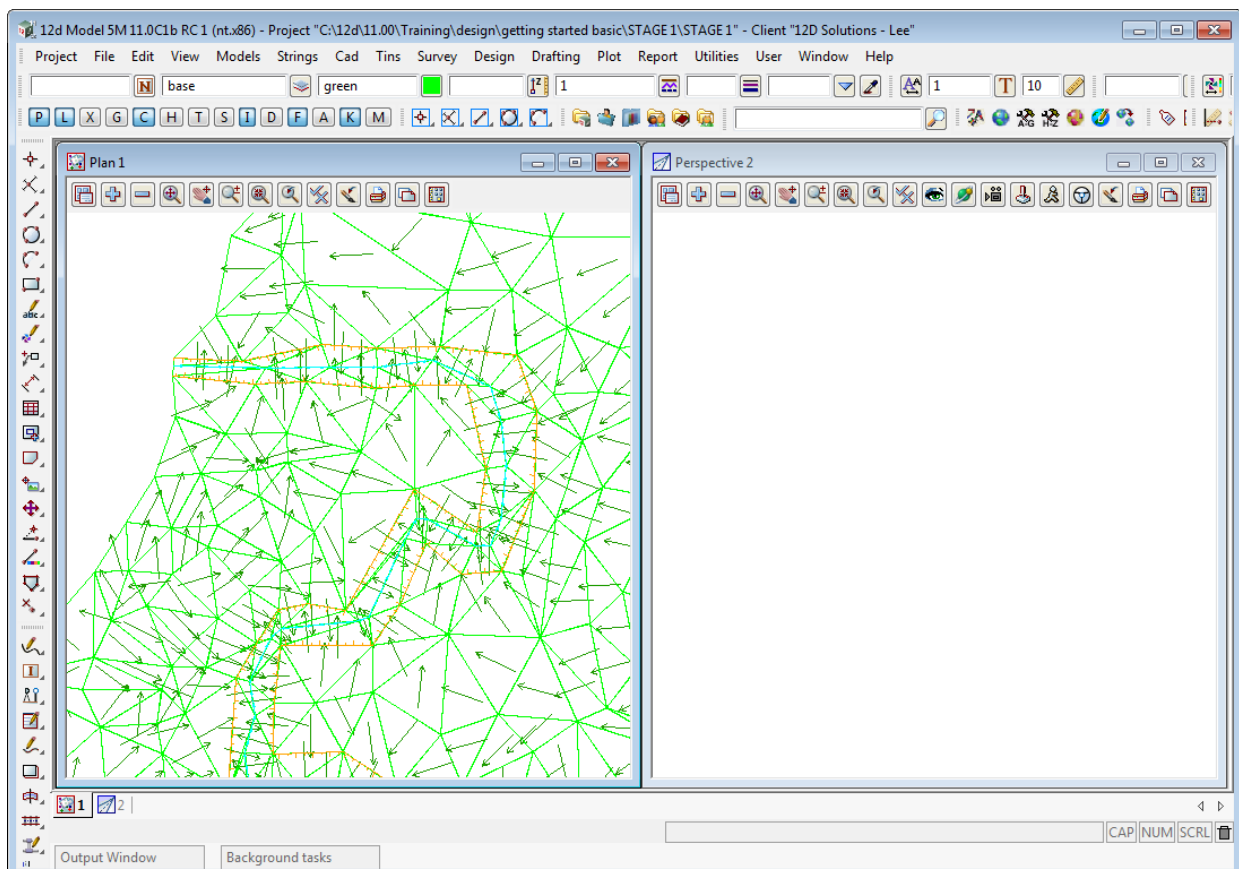 12d Model 5M 11.0C1b RC 1 (nt.x86) - Project "C:\12d\11.00\Training\design\getting started basic\STAGE 1\STAGE 1" - Client "12D Solutions - Lee"
Project File Edit View Models Strings Cad Tins Survey Design Drafting Plot Report Utilities User Window Help
N base green 1 1 T 10
P L X G C H T S I D F A K M
Plan 1
Perspective 2
abc
1 2
CAP NUM SCRL
Output Window Background tasks